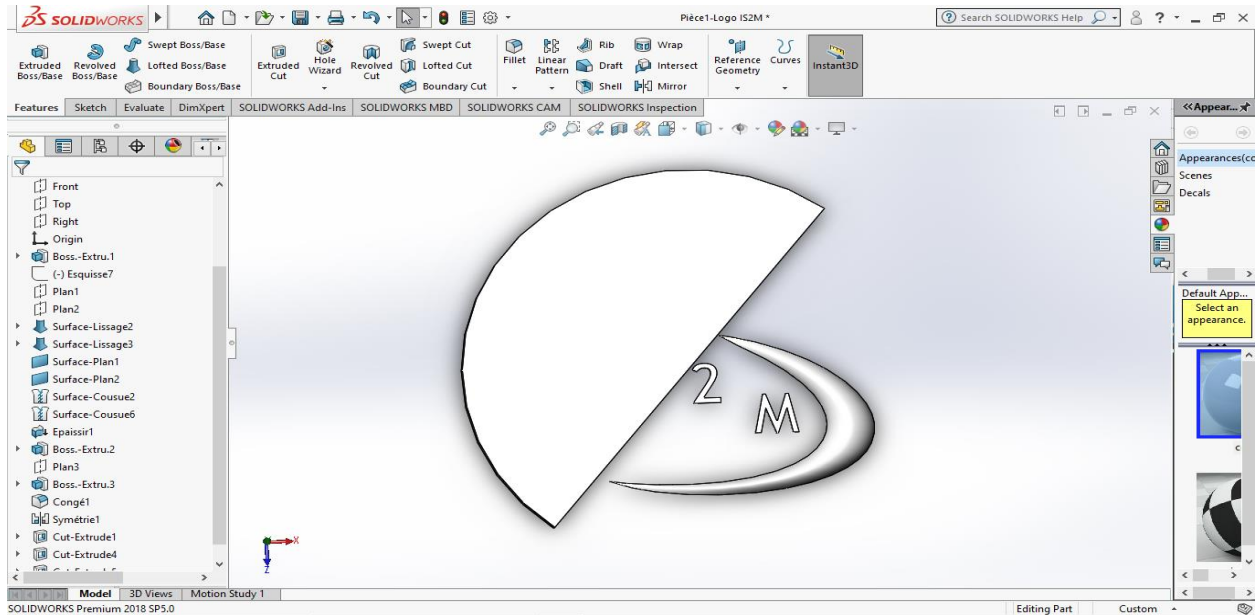 SOLIDWORKS
Pièce1-Logo IS2M *
Search SOLIDWORKS Help
?
Extruded Boss/Base
Revolved Boss/Base
Swept Boss/Base
Lofted Boss/Base
Boundary Boss/Base
Extruded Cut
Hole Wizard
Revolved Cut
Swept Cut
Lofted Cut
Boundary Cut
Fillet
Linear Pattern
Rib
Draft
Shell
Wrap
Intersect
Mirror
Reference Geometry
Curves
Instant3D
Features Sketch Evaluate DimXpert SOLIDWORKS Add-Ins SOLIDWORKS MBD SOLIDWORKS CAM SOLIDWORKS Inspection
<<Appear...
Appearances(co
Scenes
Decals
Front
Top
Right
Origin
Boss.-Extru.1
(-) Esquisse7
Plan1
Plan2
Surface-Lissage2
Surface-Lissage3
Surface-Plan1
Surface-Plan2
Surface-Cousue2
Surface-Cousue6
Epaissir1
Boss.-Extru.2
Plan3
Boss.-Extru.3
Congé1
Symétrie1
Cut-Extrude1
Cut-Extrude4
2
M
X
Z
Default App...
Select an
appearance.
c
Model 3D Views Motion Study 1
SOLIDWORKS Premium 2018 SP5.0
Editing Part
Custom